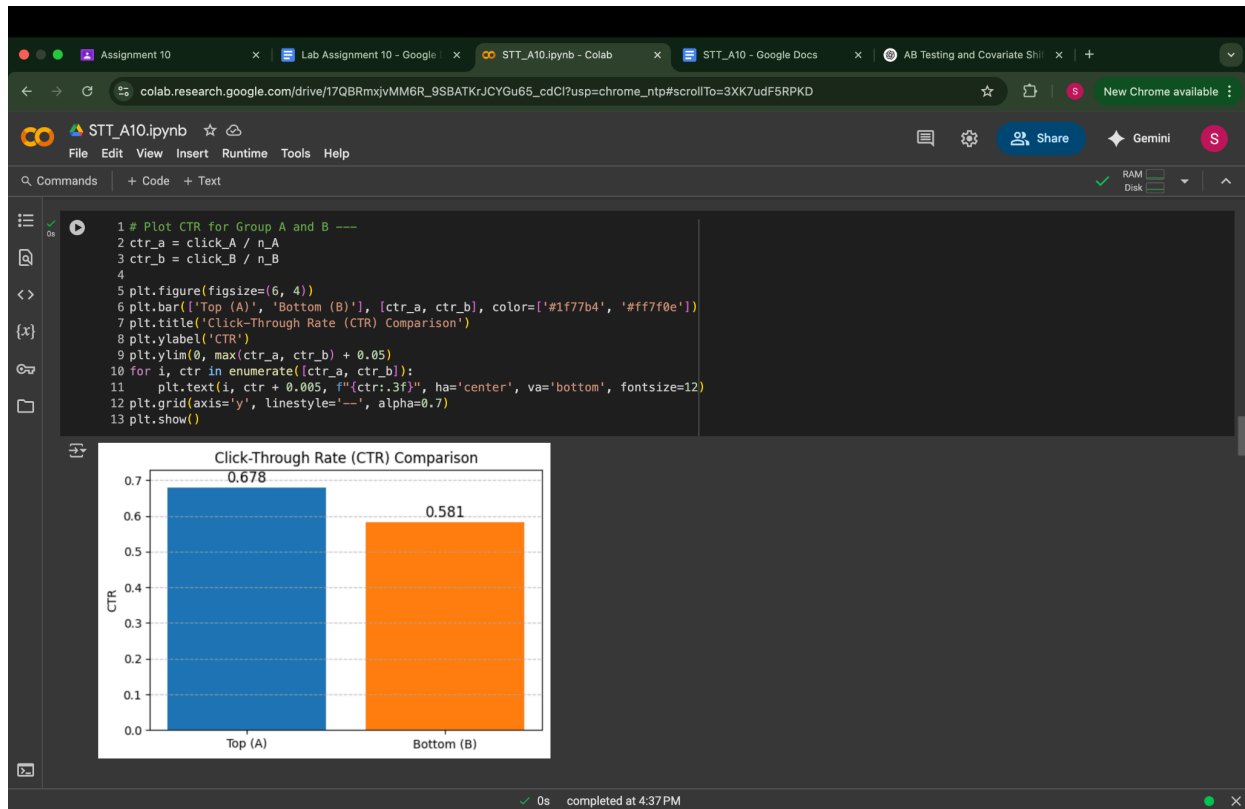 Assignment 10
Lab Assignment 10 - Google
STT_A10.ipynb - Colab
STT_A10 - Google Docs
AB Testing and Covariate Shi
colab.research.google.com/drive/17QBRmxjvMM6R_9SBATKrJCYGu65_cdCl?usp=chrome_ntp#scrollTo=3XK7udF5RPKD
S
New Chrome available
CO
STT_A10.ipynb
File Edit View Insert Runtime Tools Help
Share
Gemini
S
Commands + Code + Text
RAM
Disk
0s
1 # Plot CTR for Group A and B ---
2 ctr_a = click_A / n_A
3 ctr_b = click_B / n_B
4
5 plt.figure(figsize=(6, 4))
6 plt.bar(['Top (A)', 'Bottom (B)'], [ctr_a, ctr_b], color=['#1f77b4', '#ff7f0e'])
7 plt.title('Click-Through Rate (CTR) Comparison')
8 plt.ylabel('CTR')
9 plt.ylim(0, max(ctr_a, ctr_b) + 0.05)
10 for i, ctr in enumerate([ctr_a, ctr_b]):
11     plt.text(i, ctr + 0.005, f"{ctr:.3f}", ha='center', va='bottom', fontsize=12)
12 plt.grid(axis='y', linestyle='--', alpha=0.7)
13 plt.show()
{x}
Click-Through Rate (CTR) Comparison
0.678
0.581
0.7
0.6
0.5
0.4
0.3
0.2
0.1
0.0
CTR
Top (A)
Bottom (B)
0s completed at 4:37 PM